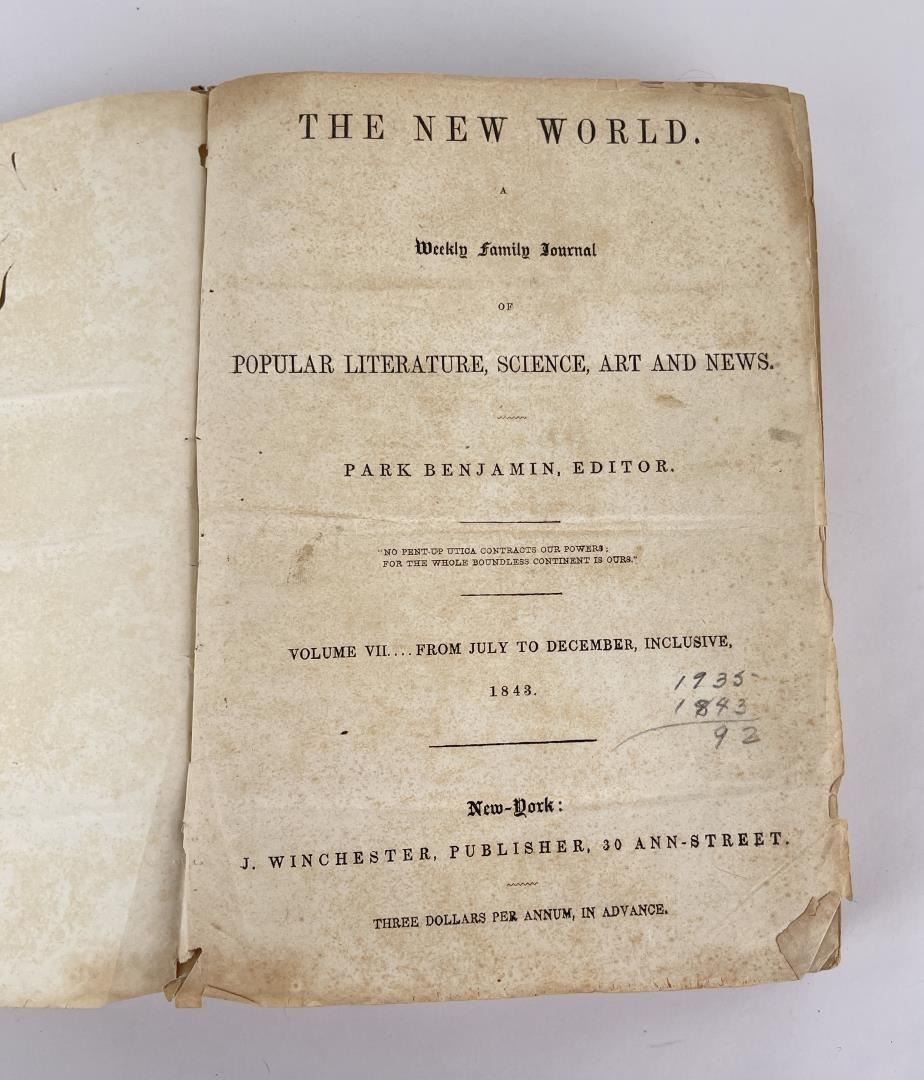 THE NEW WORLD.
A
Weekly Family Journal
OF
POPULAR LITERATURE, SCIENCE, ART AND NEWS.
PARK BENJAMIN, EDITOR.
"NO PENT-UP UTICA CONTRACTS OUR POWERS;
FOR THE WHOLE BOUNDLESS CONTINENT IS OURS."
VOLUME VII.... FROM JULY TO DECEMBER, INCLUSIVE,
1843.
1935
1843
92
New-York:
J. WINCHESTER, PUBLISHER, 30 ANN-STREET.
THREE DOLLARS PER ANNUM, IN ADVANCE.